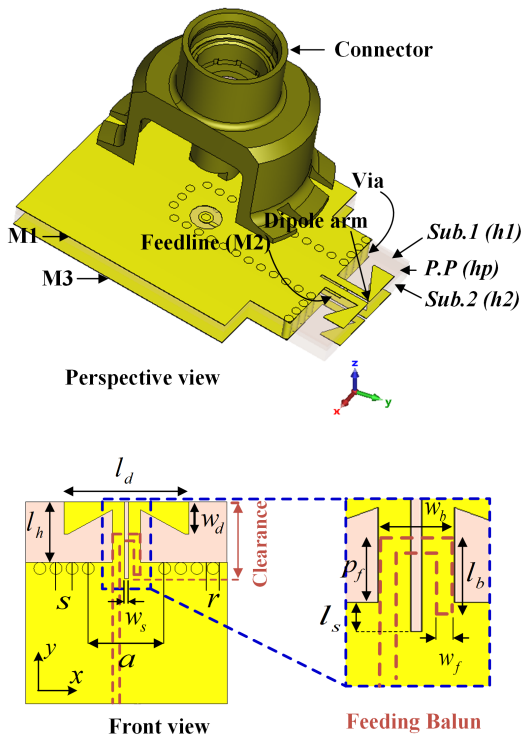 Connector
Via
Dipole arm
Sub.1 (h1)
Feedline (M2)
M1
P.P (hp)
M3
Sub.2 (h2)
Perspective view
z
y
x
l_d
l_h
w_d
Clearance
s
w_s
r
a
y
x
w_b
p_f
l_b
l_s
w_f
Front view
Feeding Balun